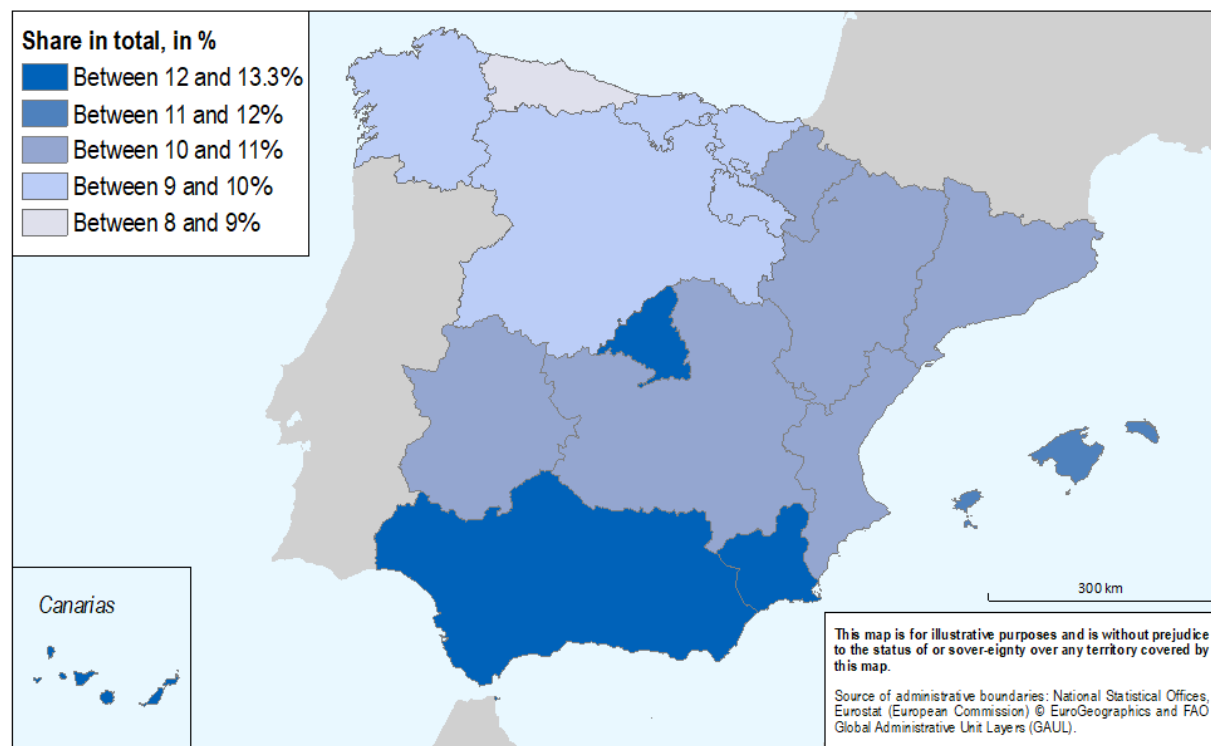 Share in total, in %
Between 12 and 13.3%
Between 11 and 12%
Between 10 and 11%
Between 9 and 10%
Between 8 and 9%
Canarias
300 km
This map is for illustrative purposes and is without prejudice
to the status of or sover-eignty over any territory covered by
this map.
Source of administrative boundaries: National Statistical Offices,
Eurostat (European Commission) © EuroGeographics and FAO
Global Administrative Unit Layers (GAUL).